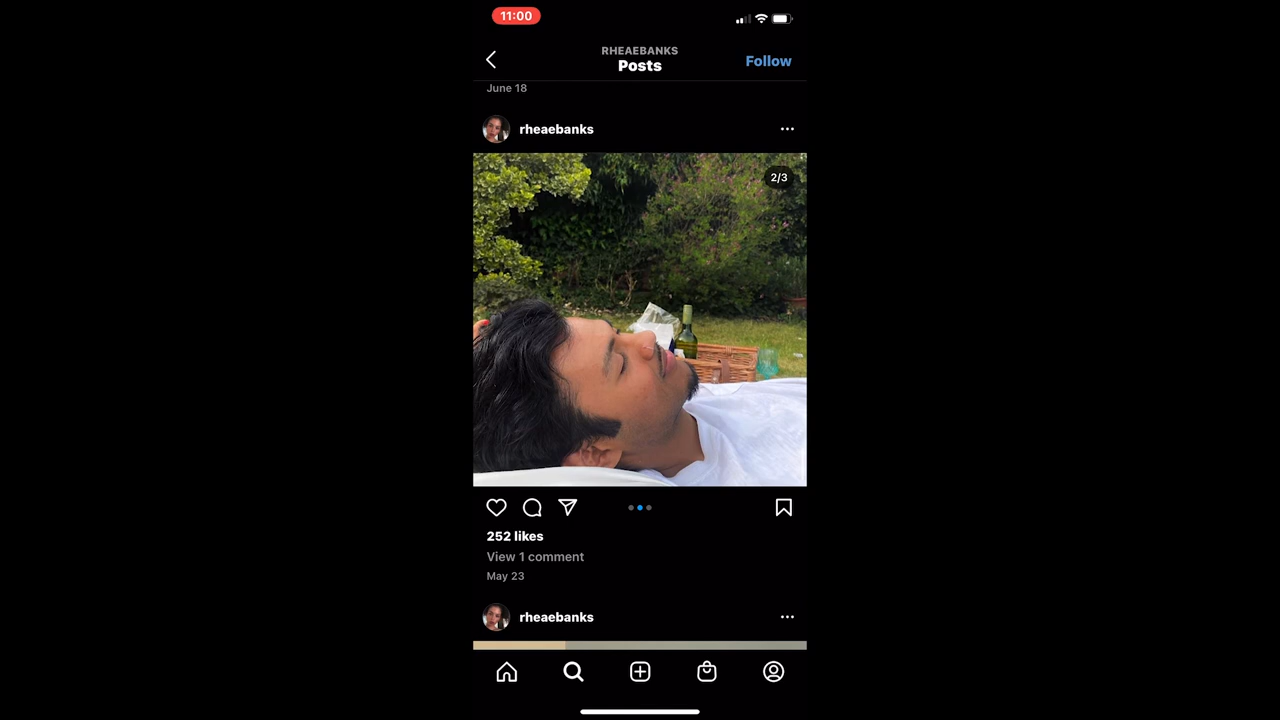 11:00
RHEAEBANKS
Posts
Follow
June 18
rheaebanks
2/3
252 likes
View 1 comment
May 23
rheaebanks